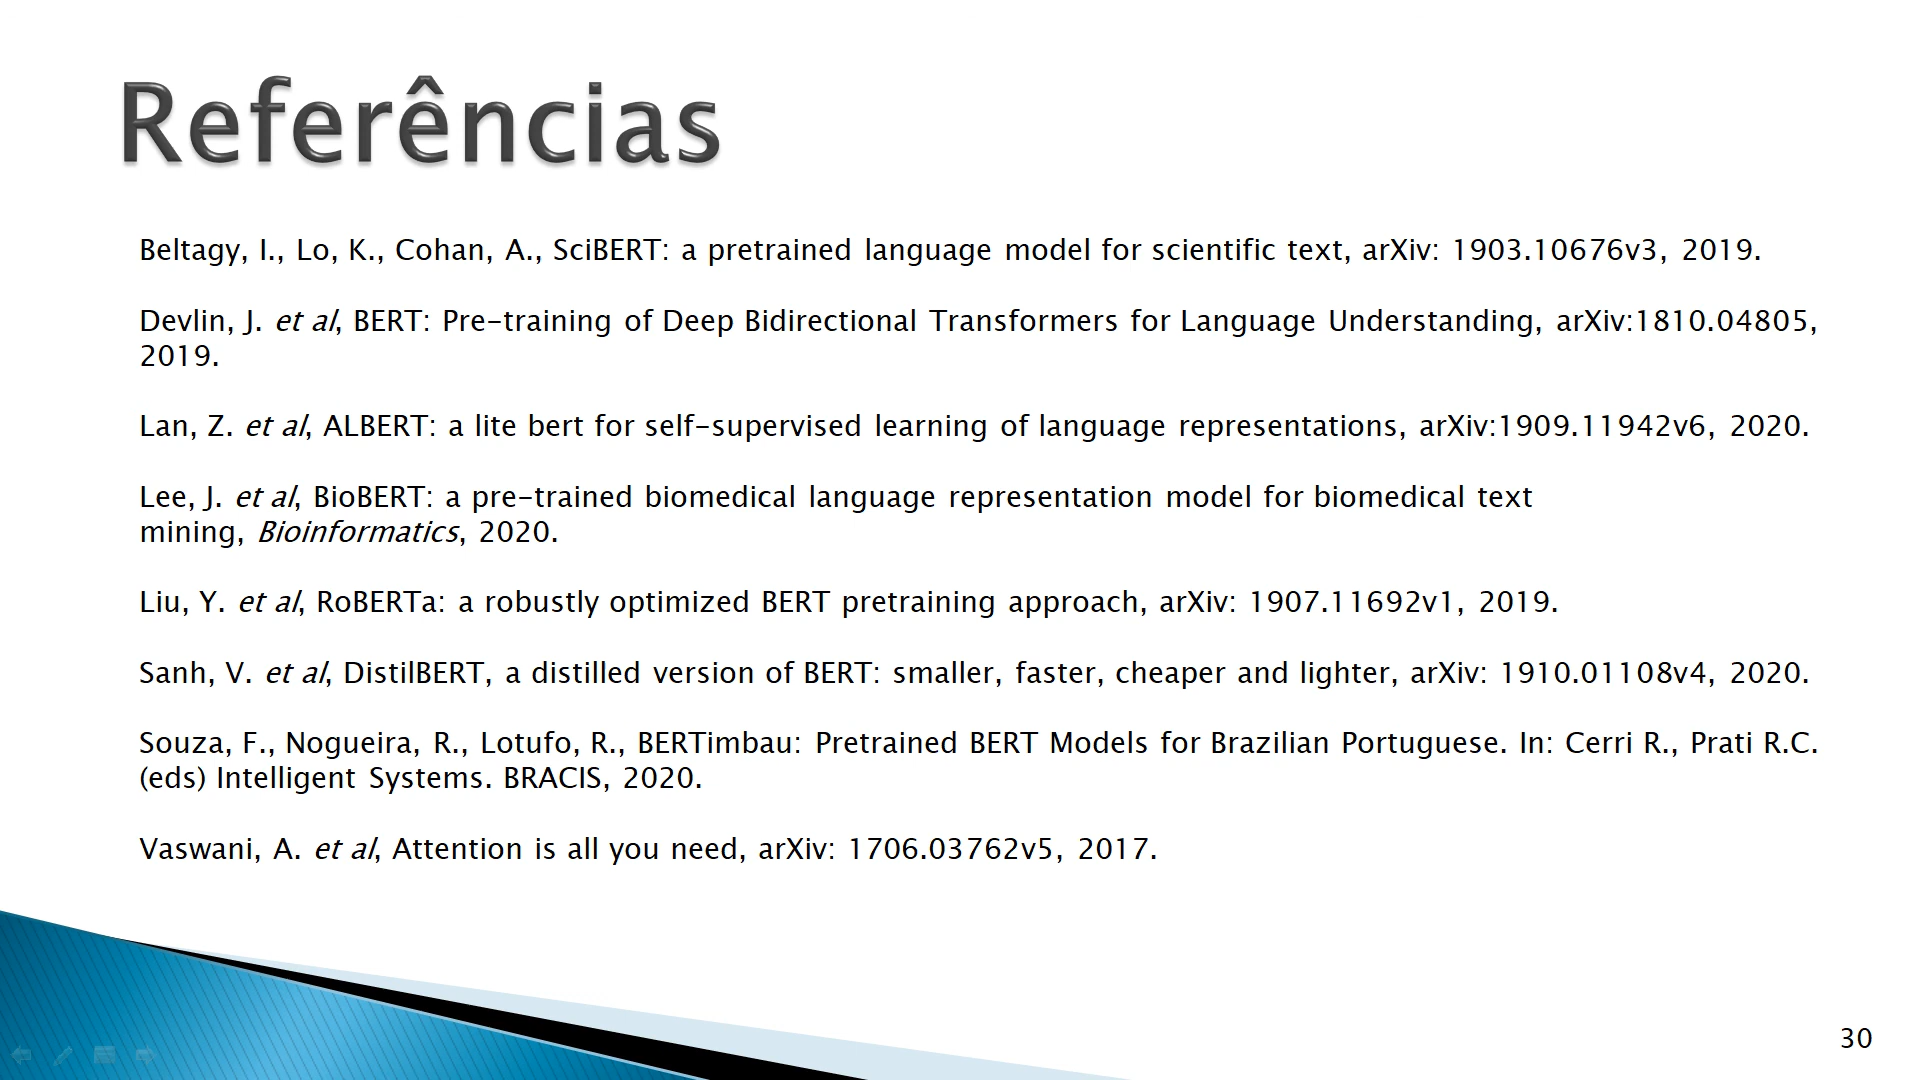 Referências
Beltagy, I., Lo, K., Cohan, A., SciBERT: a pretrained language model for scientific text, arXiv: 1903.10676v3, 2019.
Devlin, J. et al, BERT: Pre-training of Deep Bidirectional Transformers for Language Understanding, arXiv:1810.04805,
2019.
Lan, Z. et al, ALBERT: a lite bert for self-supervised learning of language representations, arXiv:1909.11942v6, 2020.
Lee, J. et al, BioBERT: a pre-trained biomedical language representation model for biomedical text
mining, Bioinformatics, 2020.
Liu, Y. et al, RoBERTa: a robustly optimized BERT pretraining approach, arXiv: 1907.11692v1, 2019.
Sanh, V. et al, DistilBERT, a distilled version of BERT: smaller, faster, cheaper and lighter, arXiv: 1910.01108v4, 2020.
Souza, F., Nogueira, R., Lotufo, R., BERTimbau: Pretrained BERT Models for Brazilian Portuguese. In: Cerri R., Prati R.C.
(eds) Intelligent Systems. BRACIS, 2020.
Vaswani, A. et al, Attention is all you need, arXiv: 1706.03762v5, 2017.
30